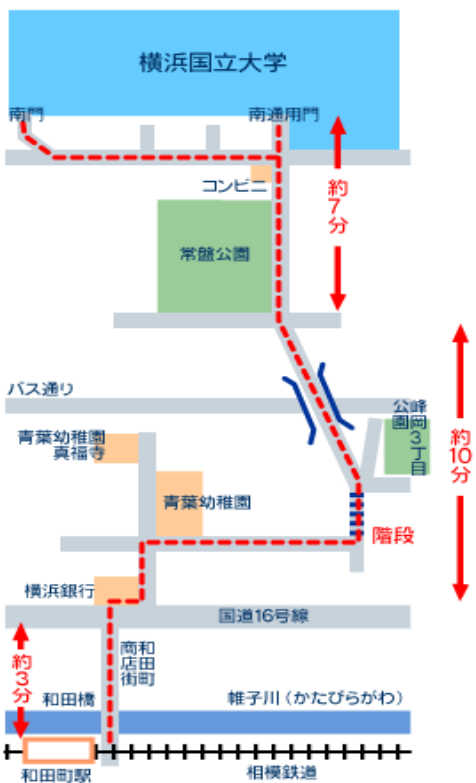 横浜国立大学
南門
南通用門
コンビニ
約7分
常盤公園
バス通り
峰岡3丁目
公園
約10分
青葉幼稚園
真福寺
青葉幼稚園
階段
横浜銀行
国道16号線
約3分
和田町
商店街
和田橋
帷子川（かたびらがわ）
和田町駅
相模鉄道